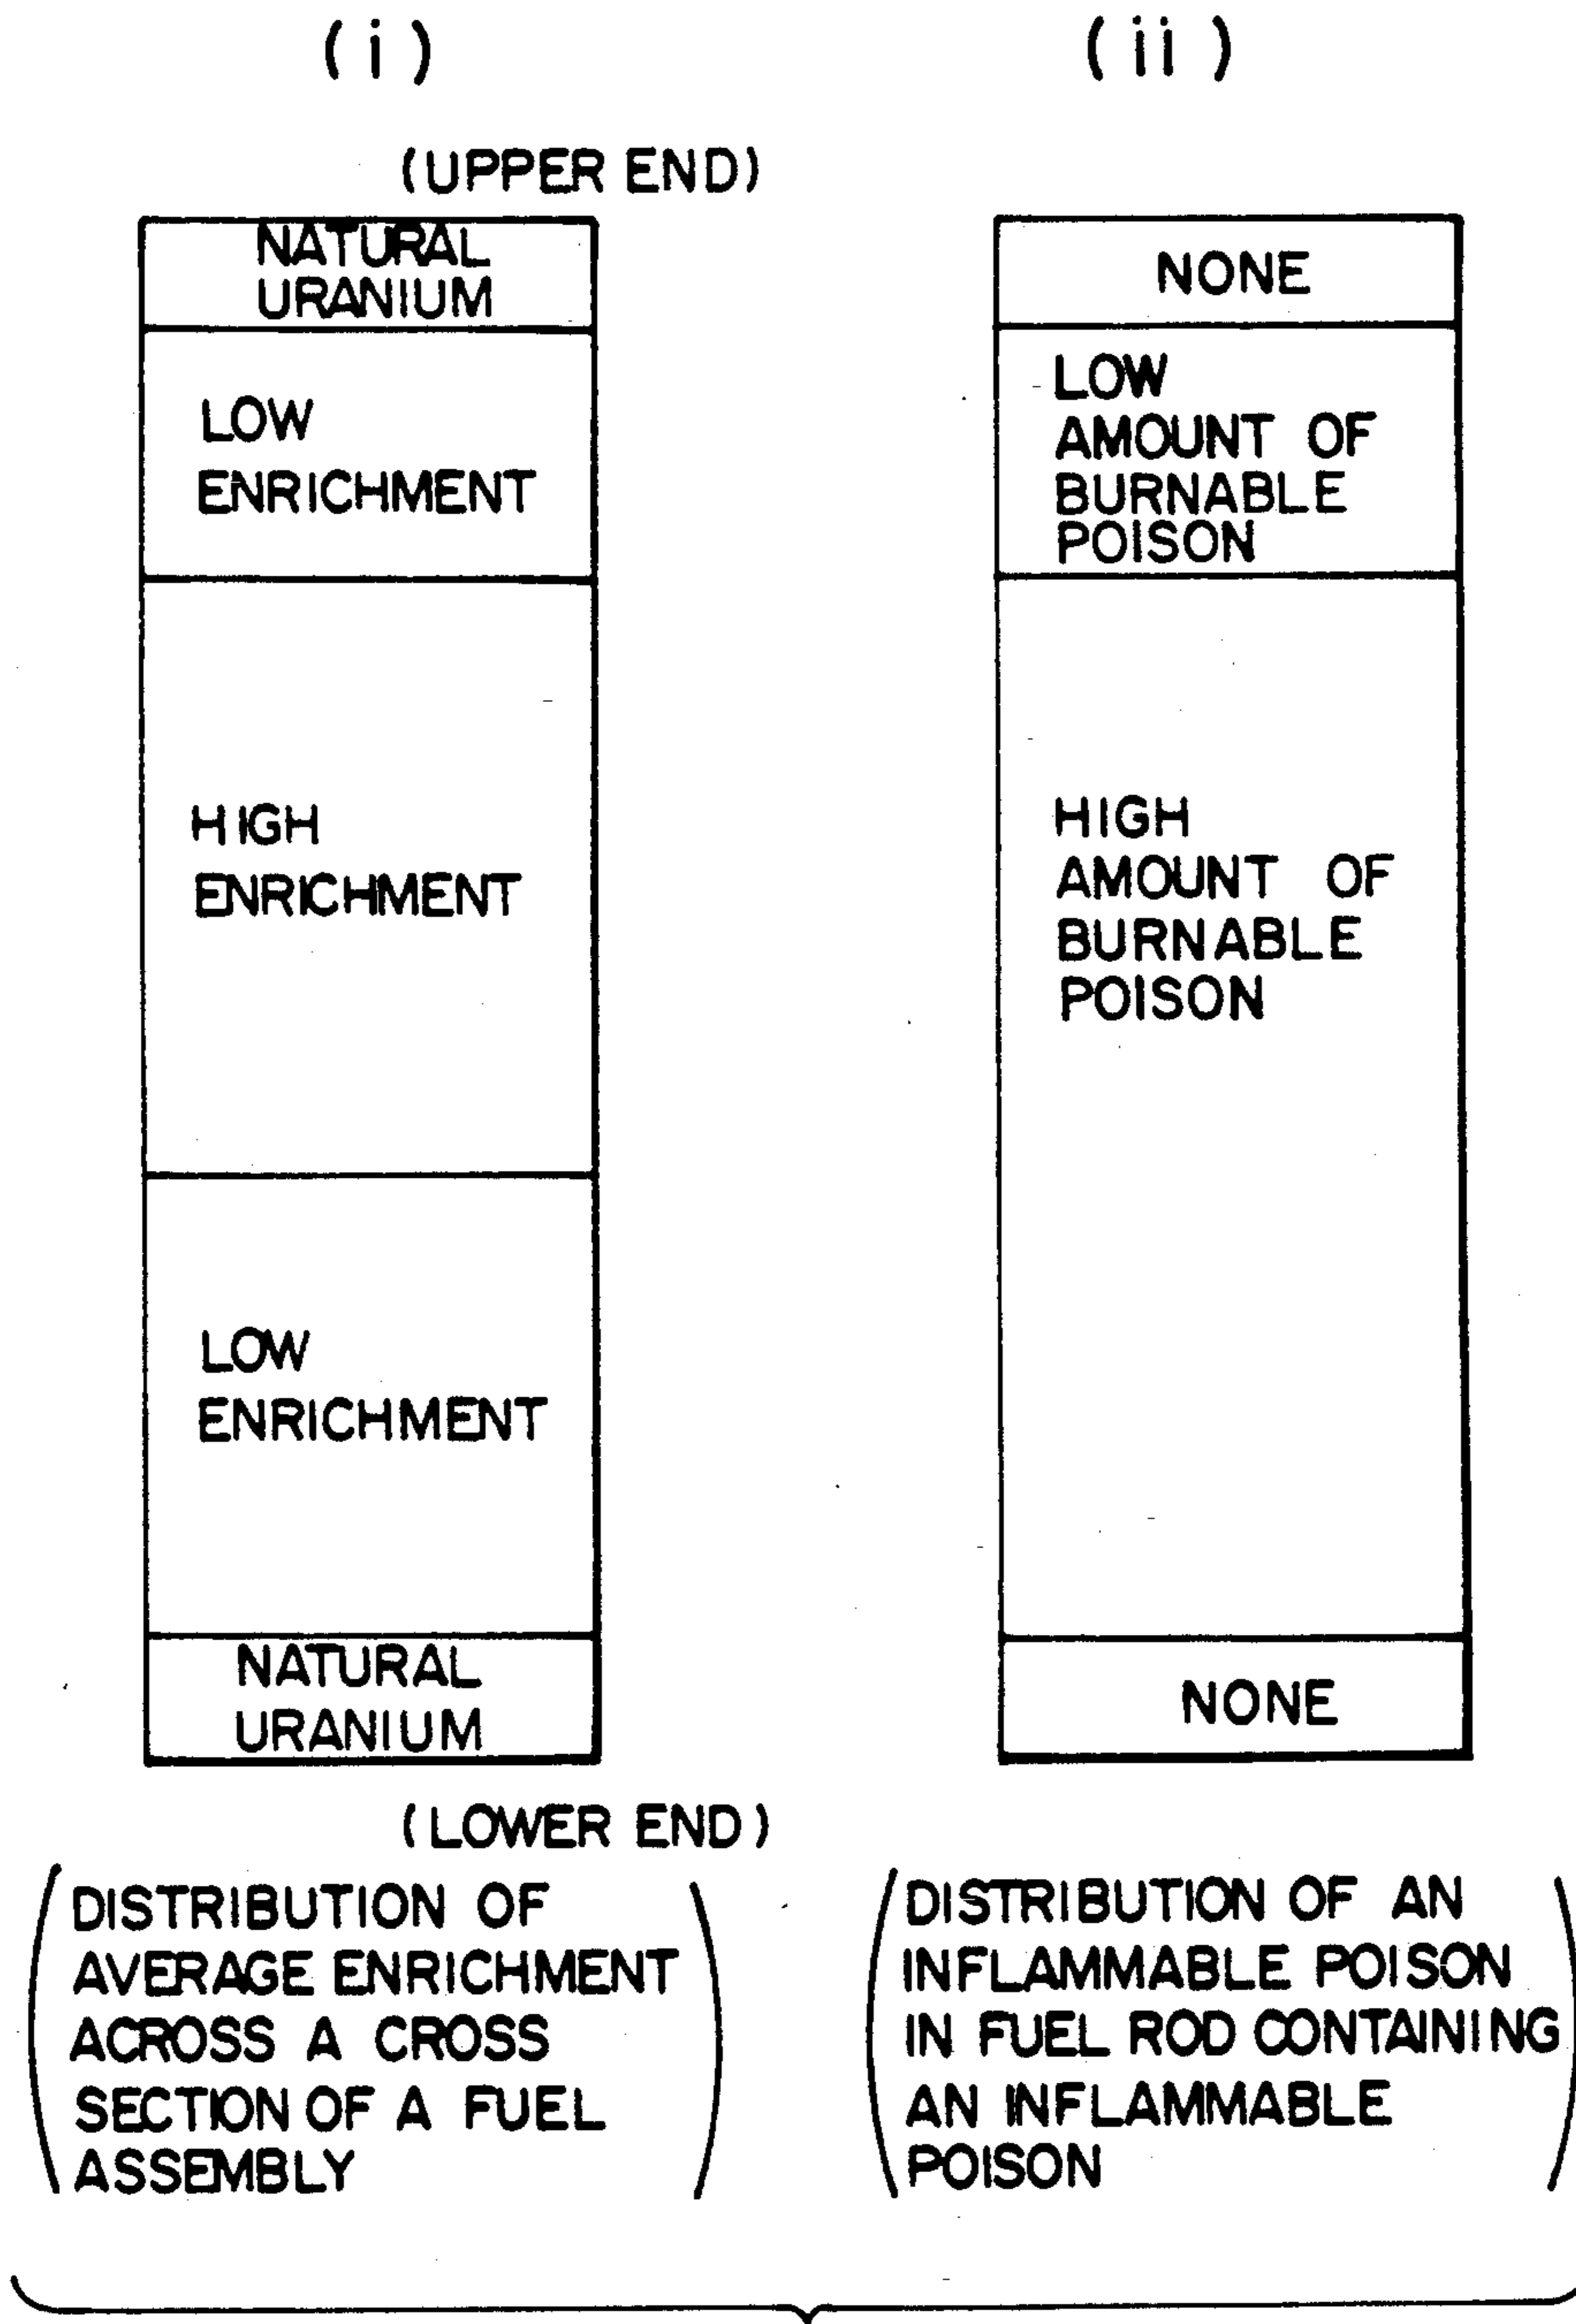 ( i )
( ii )
(UPPER END)
NATURAL
URANIUM
LOW
ENRICHMENT
HIGH
ENRICHMENT
LOW
ENRICHMENT
NATURAL
URANIUM
NONE
LOW
AMOUNT OF
BURNABLE
POISON
HIGH
AMOUNT OF
BURNABLE
POISON
NONE
(LOWER END)
DISTRIBUTION OF
AVERAGE ENRICHMENT
ACROSS A CROSS
SECTION OF A FUEL
ASSEMBLY
DISTRIBUTION OF AN
INFLAMMABLE POISON
IN FUEL ROD CONTAINING
AN INFLAMMABLE
POISON